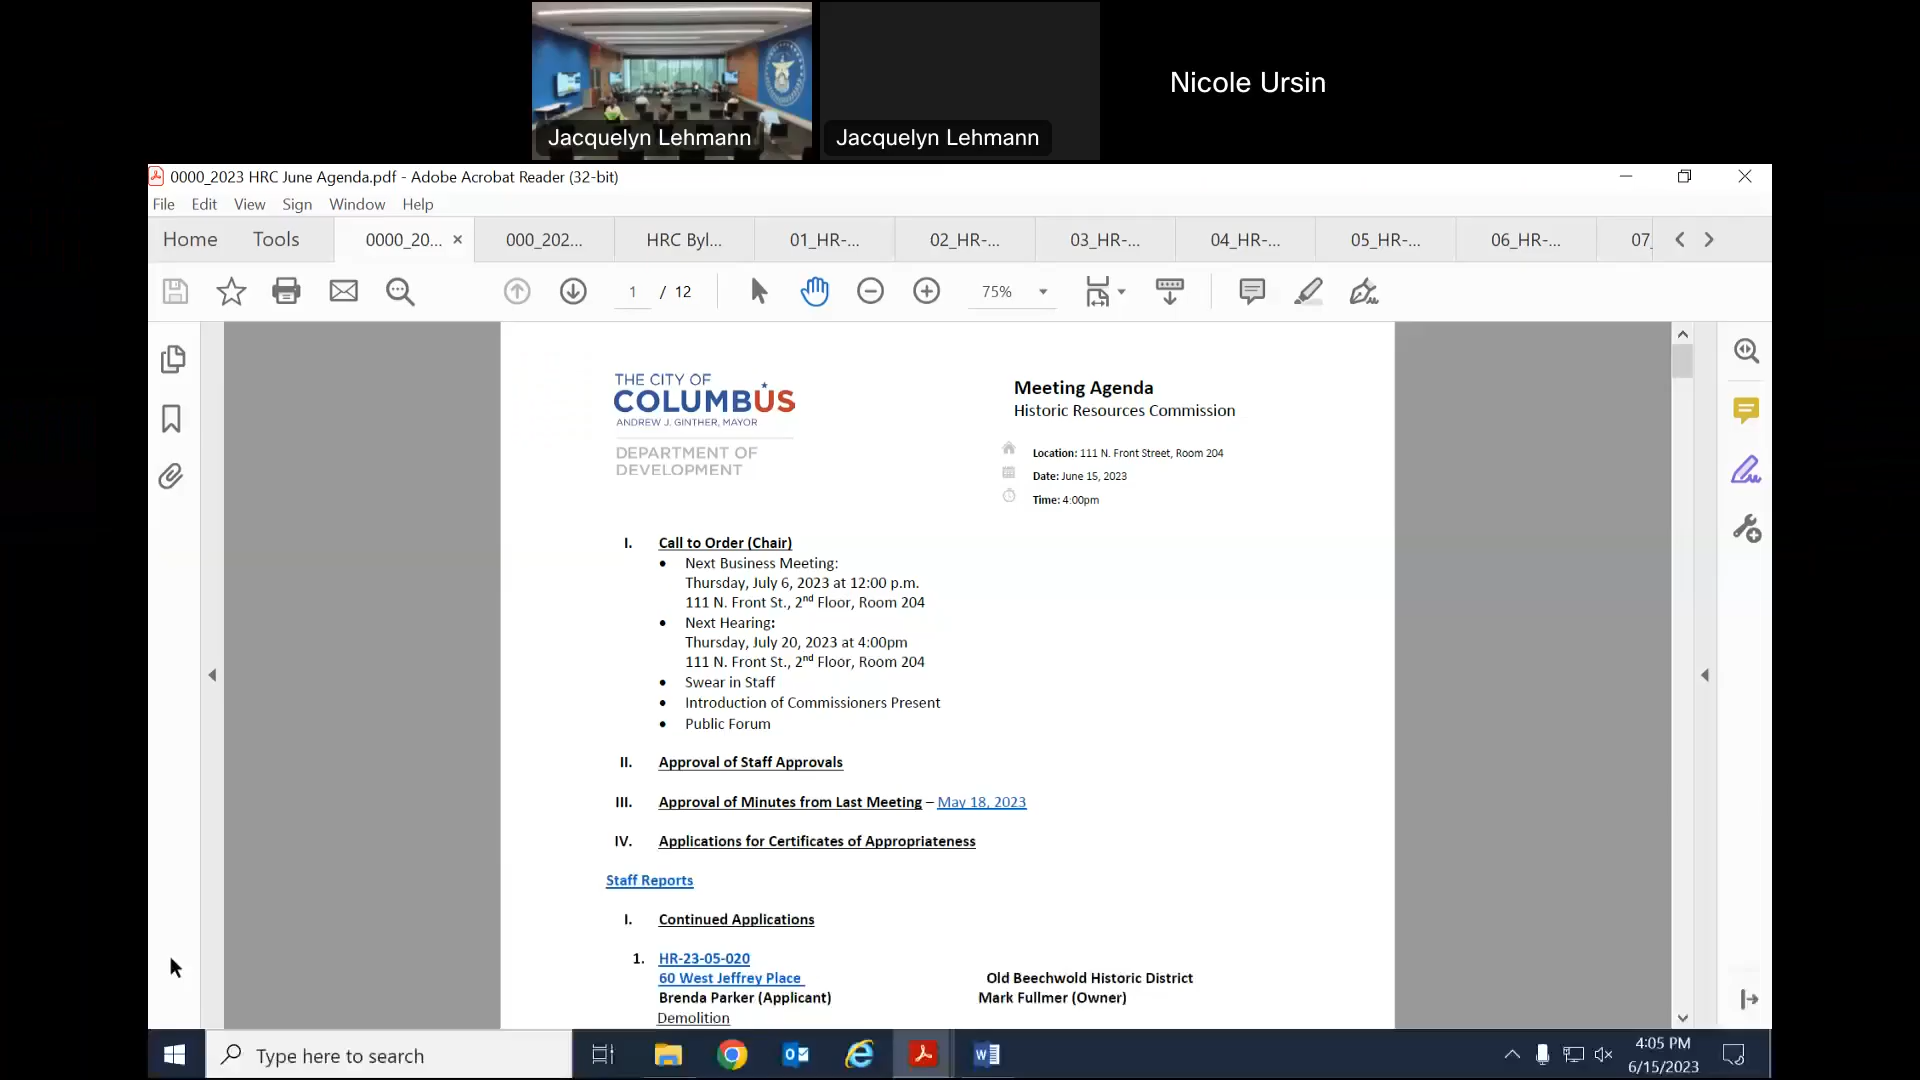 Jacquelyn Lehmann
Jacquelyn Lehmann
Nicole Ursin
0000_2023 HRC June Agenda.pdf - Adobe Acrobat Reader (32-bit)
File Edit View Sign Window Help
Home Tools 0000_20... × 000_202... HRC Byl... 01_HR-... 02_HR-... 03_HR-... 04_HR-... 05_HR-... 06_HR-... 07_
1 / 12 75%
THE CITY OF
COLUMBUS
ANDREW J. GINTHER, MAYOR
DEPARTMENT OF
DEVELOPMENT
Meeting Agenda
Historic Resources Commission
Location: 111 N. Front Street, Room 204
Date: June 15, 2023
Time: 4:00pm
I. Call to Order (Chair)
• Next Business Meeting:
Thursday, July 6, 2023 at 12:00 p.m.
111 N. Front St., 2nd Floor, Room 204
• Next Hearing:
Thursday, July 20, 2023 at 4:00pm
111 N. Front St., 2nd Floor, Room 204
• Swear in Staff
• Introduction of Commissioners Present
• Public Forum
II. Approval of Staff Approvals
III. Approval of Minutes from Last Meeting – May 18, 2023
IV. Applications for Certificates of Appropriateness
Staff Reports
I. Continued Applications
1. HR-23-05-020
60 West Jeffrey Place Old Beechwold Historic District
Brenda Parker (Applicant) Mark Fullmer (Owner)
Demolition
Type here to search
4:05 PM
6/15/2023